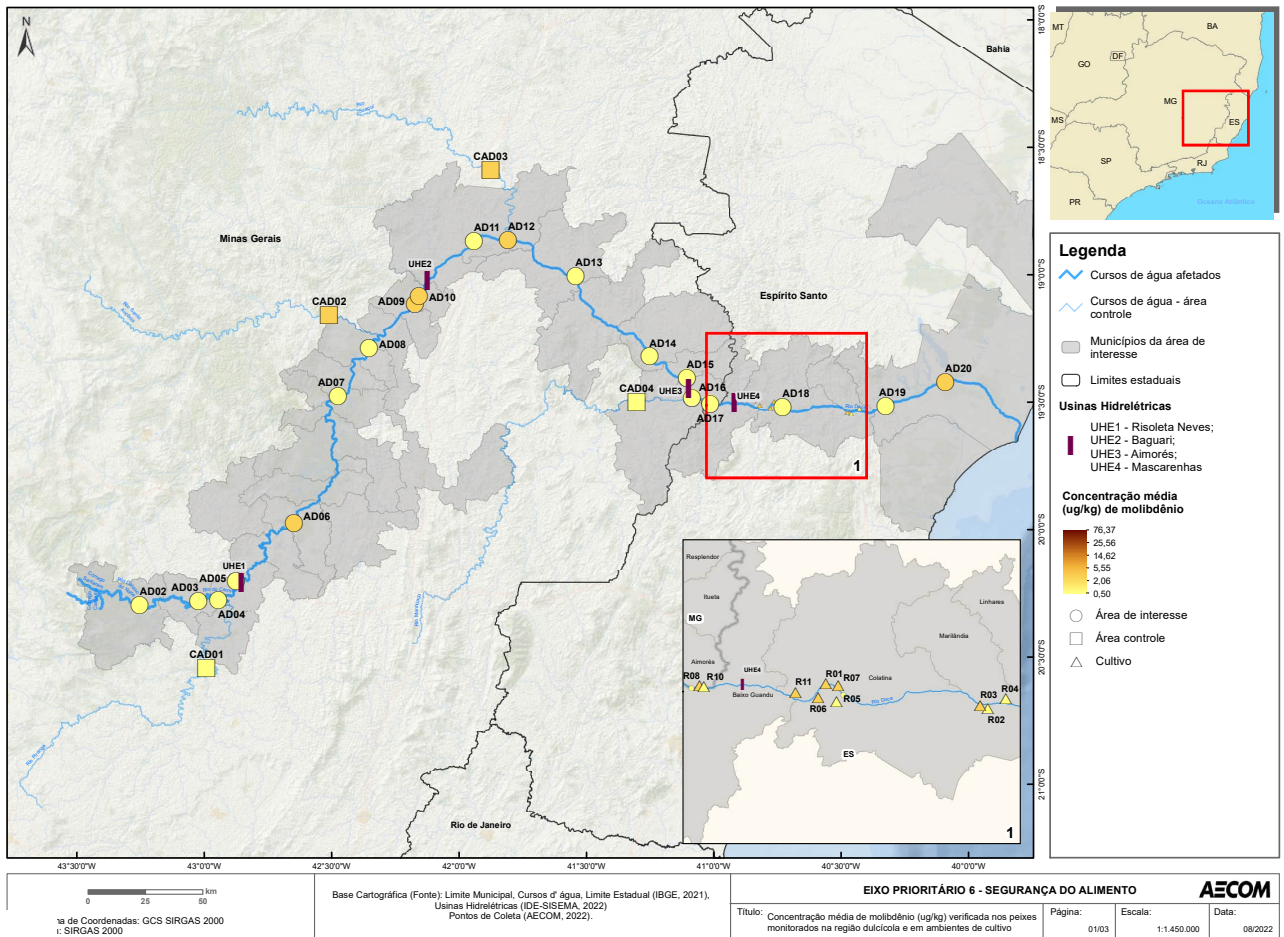 N
Bahia
Minas Gerais
Espírito Santo
Rio de Janeiro
CAD03
AD11
AD12
UHE2
AD13
CAD02
AD09
AD10
AD08
AD14
AD07
AD15
CAD04
UHE3
AD16
UHE4
AD17
AD18
AD19
AD20
1
AD06
UHE1
AD05
AD02
AD03
AD04
CAD01
Resplendor
Itueta
MG
Aimorés
R08
R10
UHE4
Baixo Guandu
R11
R01
R07
Colatina
R05
R06
Rio Doce
Marilândia
Linhares
R03
R04
R02
ES
1
43°30'0"W
43°0'0"W
42°30'0"W
42°0'0"W
41°30'0"W
41°0'0"W
40°30'0"W
40°0'0"W
18°0'0"S
18°30'0"S
19°0'0"S
19°30'0"S
20°0'0"S
20°30'0"S
21°0'0"S
MT
BA
DF
GO
MG
MS
ES
SP
RJ
PR
Oceano Atlântico
Legenda
Cursos de água afetados
Cursos de água - área
controle
Municípios da área de
interesse
Limites estaduais
Usinas Hidrelétricas
UHE1 - Risoleta Neves;
UHE2 - Baguari;
UHE3 - Aimorés;
UHE4 - Mascarenhas
Concentração média
(ug/kg) de molibdênio
76,37
25,56
14,62
5,55
2,06
0,50
Área de interesse
Área controle
Cultivo
km
0 25 50
de Coordenadas: GCS SIRGAS 2000
: SIRGAS 2000
Base Cartográfica (Fonte): Limite Municipal, Cursos d' água, Limite Estadual (IBGE, 2021),
Usinas Hidrelétricas (IDE-SISEMA, 2022)
Pontos de Coleta (AECOM, 2022).
EIXO PRIORITÁRIO 6 - SEGURANÇA DO ALIMENTO
AECOM
Título: Concentração média de molibdênio (ug/kg) verificada nos peixes
monitorados na região dulcícola e em ambientes de cultivo
Página:
01/03
Escala:
1:1.450.000
Data:
08/2022